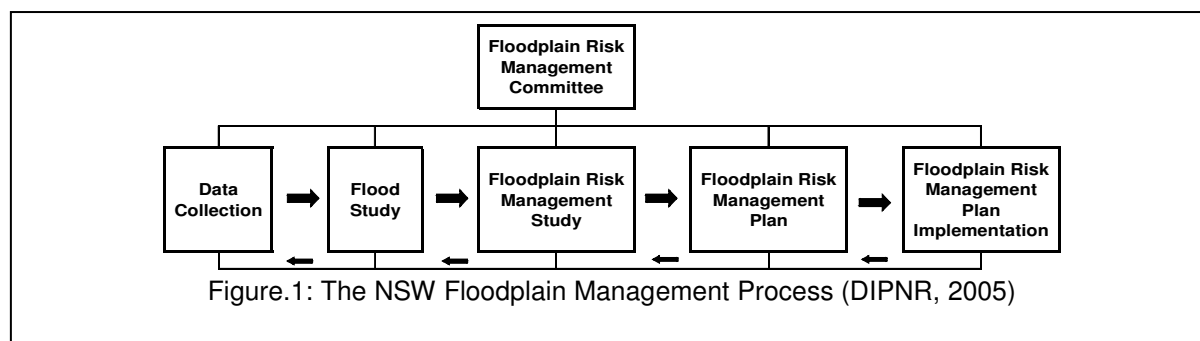 Floodplain Risk
Management
Committee
Data
Collection
Flood
Study
Floodplain Risk
Management
Study
Floodplain Risk
Management
Plan
Floodplain Risk
Management
Plan
Implementation
Figure.1: The NSW Floodplain Management Process (DIPNR, 2005)